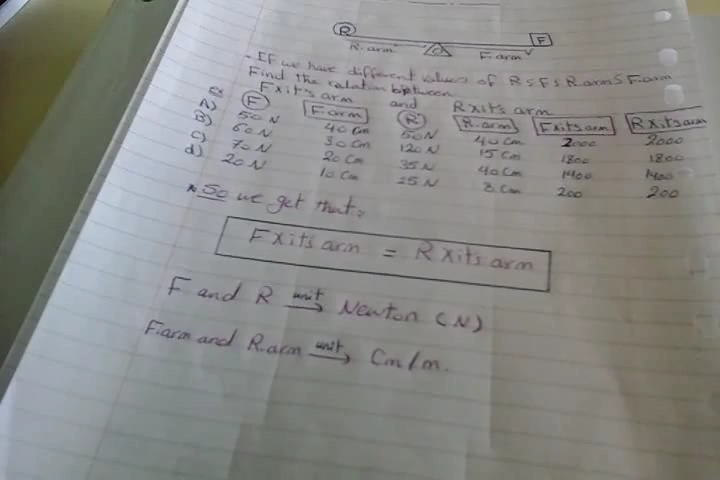 R F
R.arm F.arm
- If we have different values of R & F & R.arm & F.arm
Find the relation between
F x its arm and R x its arm
F F.arm R R.arm F x its arm R x its arm
a) 50 N 40 Cm 50 N 40 Cm 2000 2000
B) 60 N 30 Cm 120 N 15 Cm 1800 1800
C) 70 N 20 Cm 35 N 40 Cm 1400 1400
d) 20 N 10 Cm 25 N 8 Cm 200 200
* So we get that:
F x its arm = R x its arm
F and R unit → Newton (N)
F.arm and R.arm unit → Cm/m.